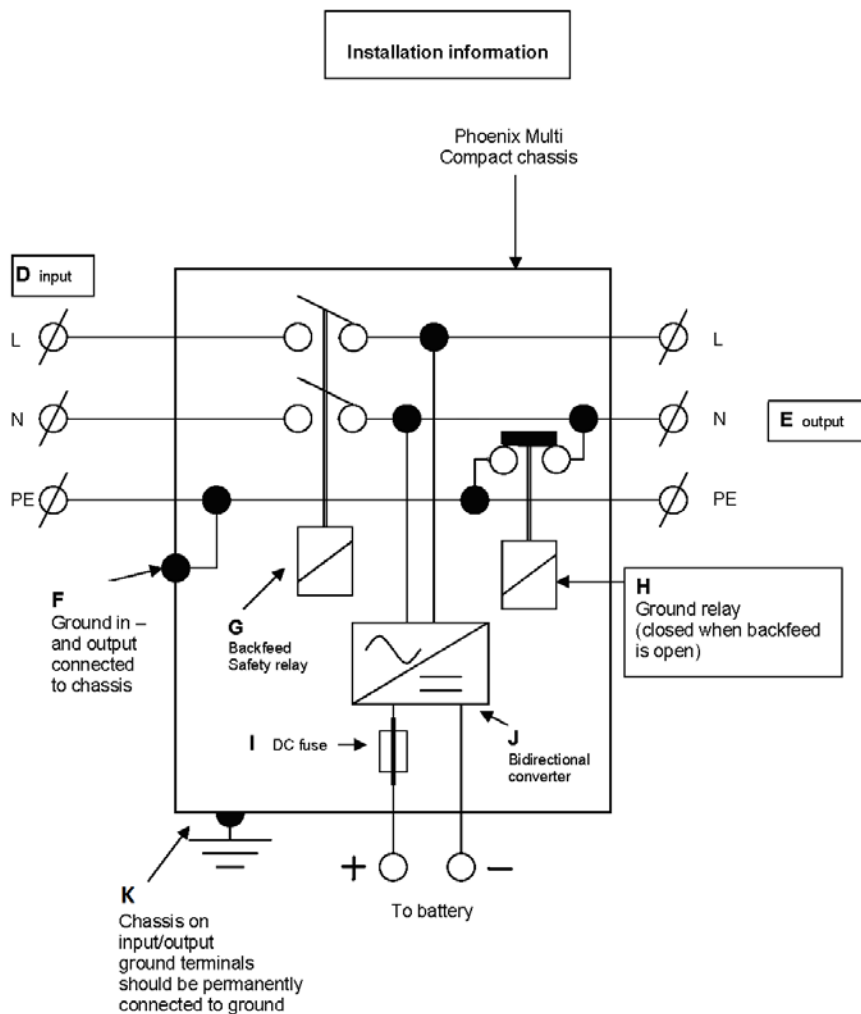 Installation information
Phoenix Multi
Compact chassis
D input
L
L
N
N
E output
PE
PE
F
Ground in –
and output
connected
to chassis
G
Backfeed
Safety relay
H
Ground relay
(closed when backfeed
is open)
I DC fuse
J
Bidirectional
converter
+
–
To battery
K
Chassis on
input/output
ground terminals
should be permanently
connected to ground